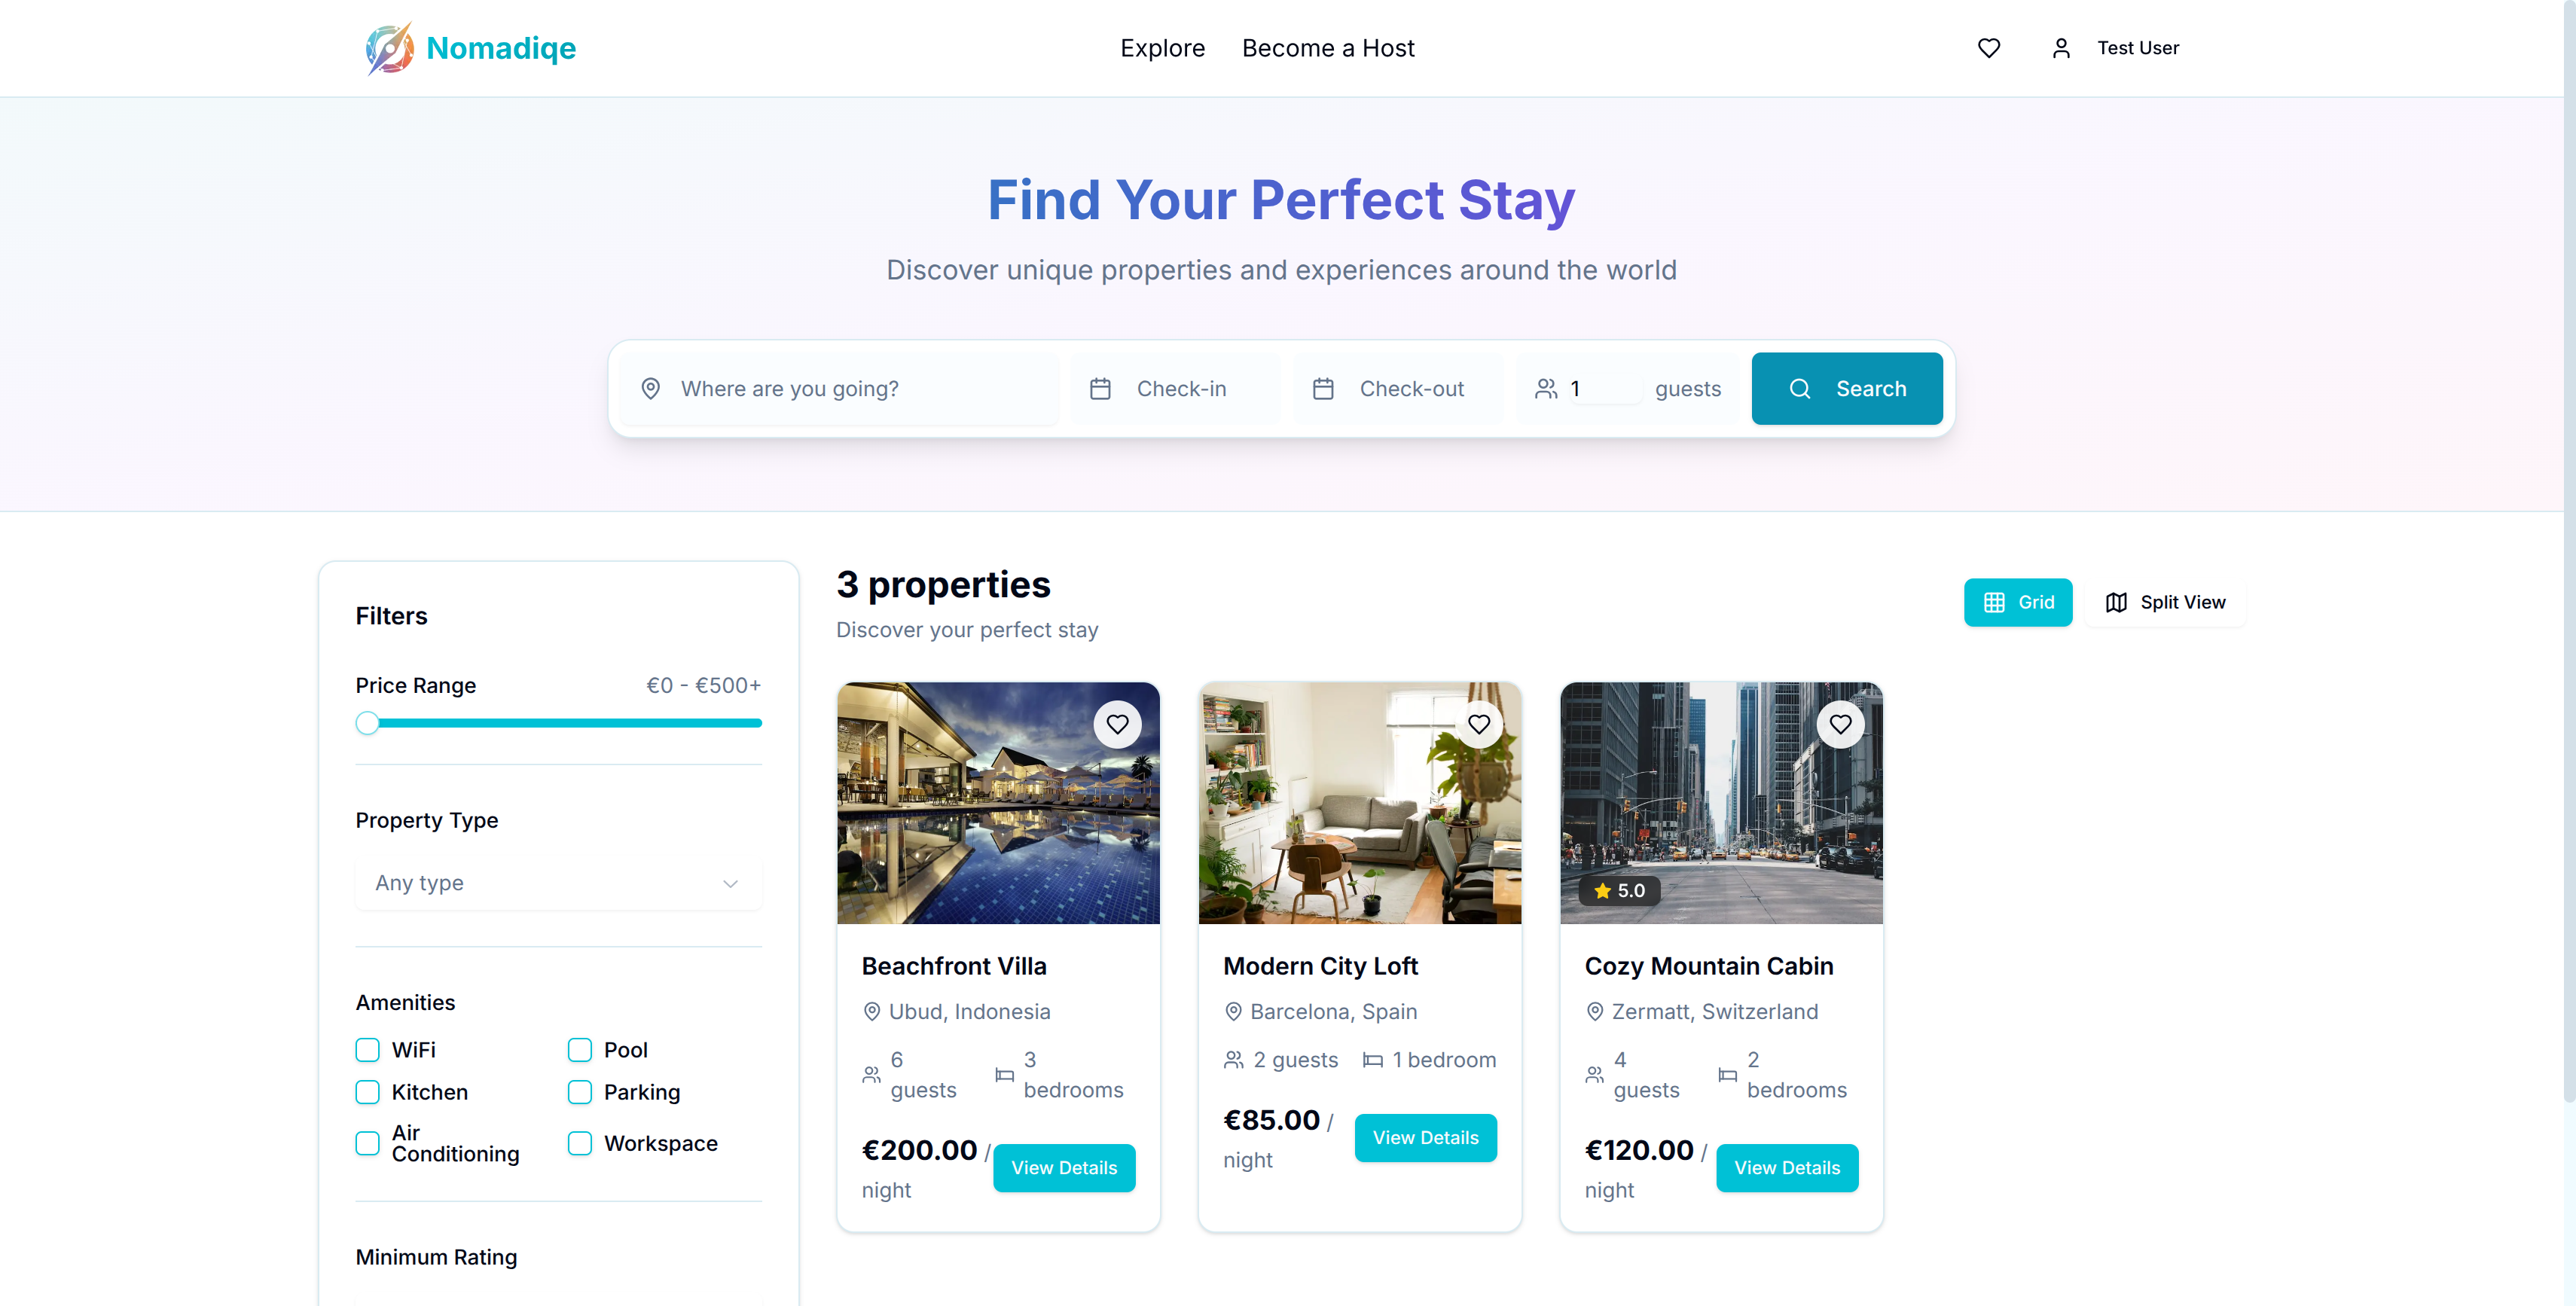 Nomadiqe
Explore
Become a Host
Test User
Find Your Perfect Stay
Discover unique properties and experiences around the world
Where are you going?
Check-in
Check-out
1
guests
Search
Filters
Price Range
€0 - €500+
Property Type
Any type
Amenities
WiFi
Pool
Kitchen
Parking
Air
Conditioning
Workspace
Minimum Rating
3 properties
Discover your perfect stay
Grid
Split View
Beachfront Villa
Ubud, Indonesia
6
guests
3
bedrooms
€200.00 /
night
View Details
Modern City Loft
Barcelona, Spain
2 guests
1 bedroom
€85.00 /
night
View Details
5.0
Cozy Mountain Cabin
Zermatt, Switzerland
4
guests
2
bedrooms
€120.00 /
night
View Details